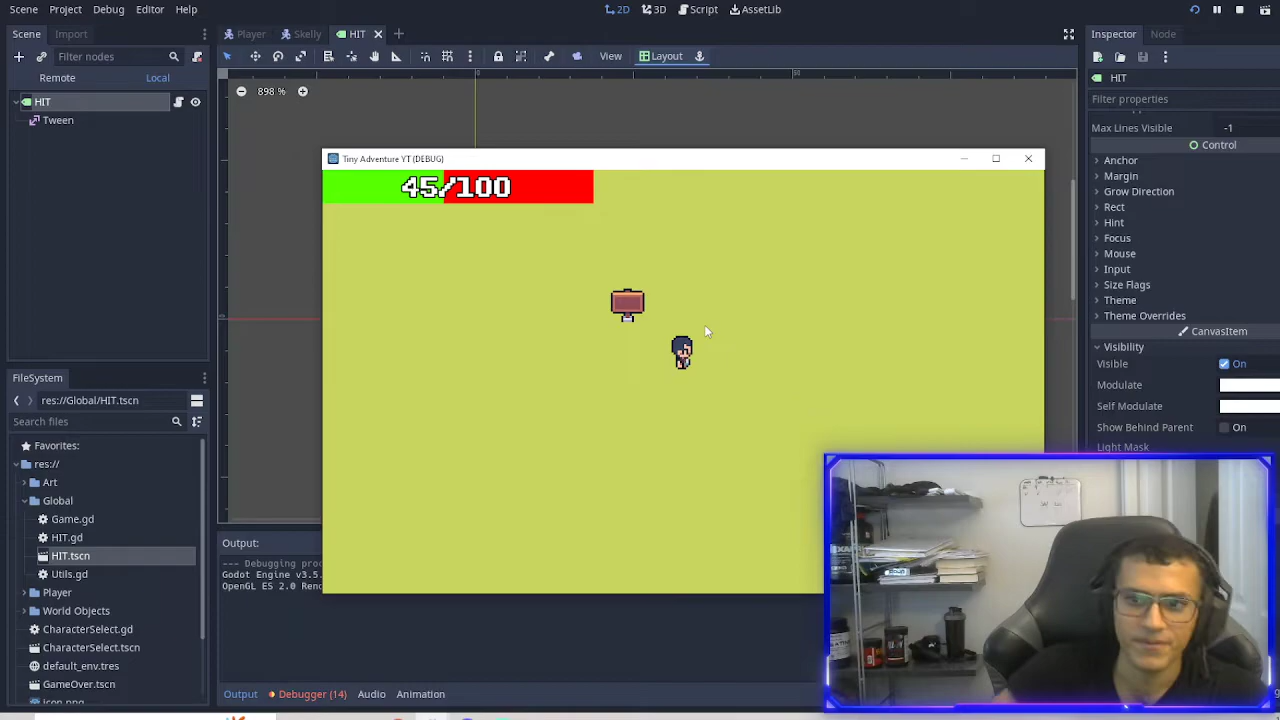 Scene Project Debug Editor Help
2D 3D Script AssetLib
Scene Import
Player Skelly HIT
Inspector Node
Filter nodes
View Layout
Remote Local
898 %
HIT
HIT
Filter properties
Tween
Max Lines Visible -1
Control
Tiny Adventure YT (DEBUG)
Anchor
Margin
45/100
Grow Direction
Rect
Hint
Focus
Mouse
Input
Size Flags
Theme
Theme Overrides
CanvasItem
Visibility
Visible On
Modulate
Self Modulate
Show Behind Parent On
Light Mask
FileSystem
res://Global/HIT.tscn
Search files
Favorites:
res://
Art
Global
Game.gd
HIT.gd
HIT.tscn
Utils.gd
Player
World Objects
CharacterSelect.gd
CharacterSelect.tscn
default_env.tres
GameOver.tscn
icon.png
Output:
--- Debugging proc
Godot Engine v3.5.
OpenGL ES 2.0 Rend
Output Debugger (14) Audio Animation